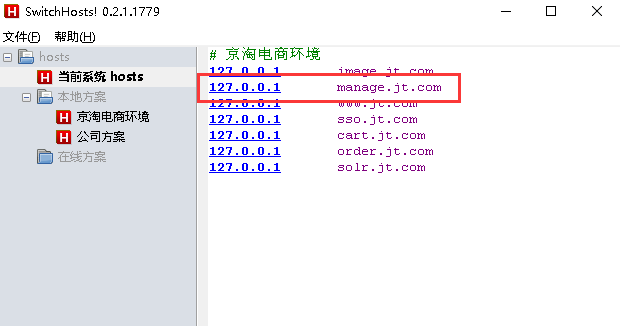 SwitchHosts! 0.2.1.1779
文件(F) 帮助(H)
hosts
当前系统 hosts
本地方案
京淘电商环境
公司方案
在线方案
# 京淘电商环境
127.0.0.1 image.jt.com
127.0.0.1 manage.jt.com
127.0.0.1 www.jt.com
127.0.0.1 sso.jt.com
127.0.0.1 cart.jt.com
127.0.0.1 order.jt.com
127.0.0.1 solr.jt.com